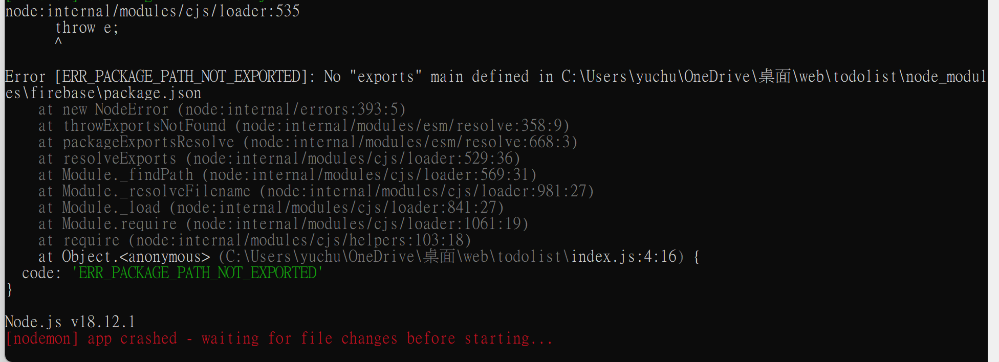 node:internal/modules/cjs/loader:535
      throw e;
      ^
Error [ERR_PACKAGE_PATH_NOT_EXPORTED]: No "exports" main defined in C:\Users\yuchu\OneDrive\桌面\web\todolist\node_modul
es\firebase\package.json
    at new NodeError (node:internal/errors:393:5)
    at throwExportsNotFound (node:internal/modules/esm/resolve:358:9)
    at packageExportsResolve (node:internal/modules/esm/resolve:668:3)
    at resolveExports (node:internal/modules/cjs/loader:529:36)
    at Module._findPath (node:internal/modules/cjs/loader:569:31)
    at Module._resolveFilename (node:internal/modules/cjs/loader:981:27)
    at Module._load (node:internal/modules/cjs/loader:841:27)
    at Module.require (node:internal/modules/cjs/loader:1061:19)
    at require (node:internal/modules/cjs/helpers:103:18)
    at Object.<anonymous> (C:\Users\yuchu\OneDrive\桌面\web\todolist\index.js:4:16) {
  code: 'ERR_PACKAGE_PATH_NOT_EXPORTED'
}
Node.js v18.12.1
[nodemon] app crashed - waiting for file changes before starting...